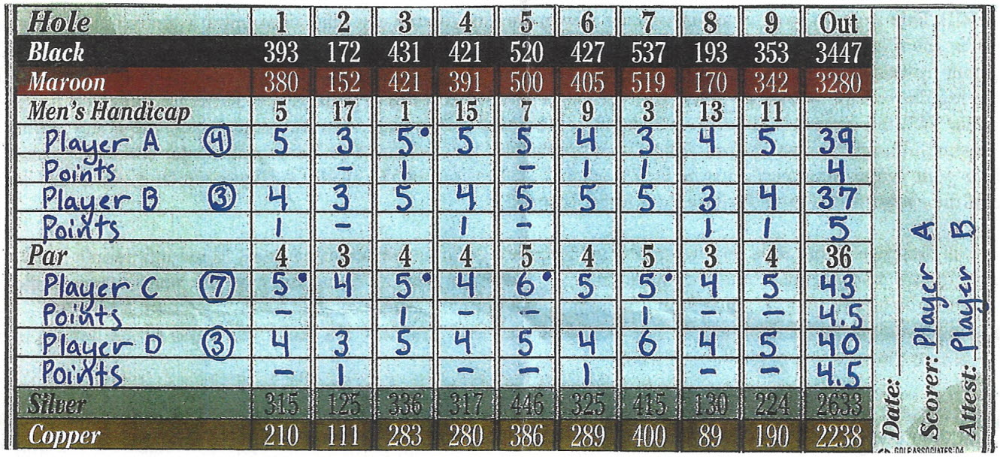 Hole 1 2 3 4 5 6 7 8 9 Out
Black 393 172 431 421 520 427 537 193 353 3447
Maroon 380 152 421 391 500 405 519 170 342 3280
Men's Handicap 5 17 1 15 7 9 3 13 11
Player A 4 5 3 5• 5 5 4 3 4 5 39
Points - 1 - 1 1 4
Player B 3 4 3 5 4 5 5 5 3 4 37
Points 1 - 1 - 1 1 5
Par 4 3 4 4 5 4 5 3 4 36
Player C 7 5• 4 5• 4 6• 5 5• 4 5 43
Points - 1 - - 1 - - 4.5
Player D 3 4 3 5 4 5 4 6 4 5 40
Points - 1 - - 1 - - 4.5
Silver 315 125 336 317 446 325 415 130 224 2633
Copper 210 111 283 280 386 289 400 89 190 2238
Date:
Scorer: Player A
Attest: Player B
GOLF ASSOCIATES 04